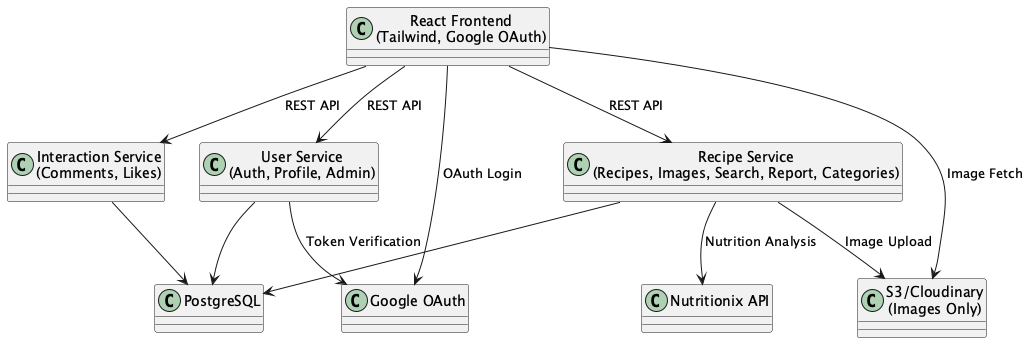 C
React Frontend
(Tailwind, Google OAuth)
REST API
REST API
REST API
C
Interaction Service
(Comments, Likes)
C
User Service
(Auth, Profile, Admin)
C
Recipe Service
(Recipes, Images, Search, Report, Categories)
OAuth Login
Image Fetch
Token Verification
Nutrition Analysis
Image Upload
C
PostgreSQL
C
Google OAuth
C
Nutritionix API
C
S3/Cloudinary
(Images Only)